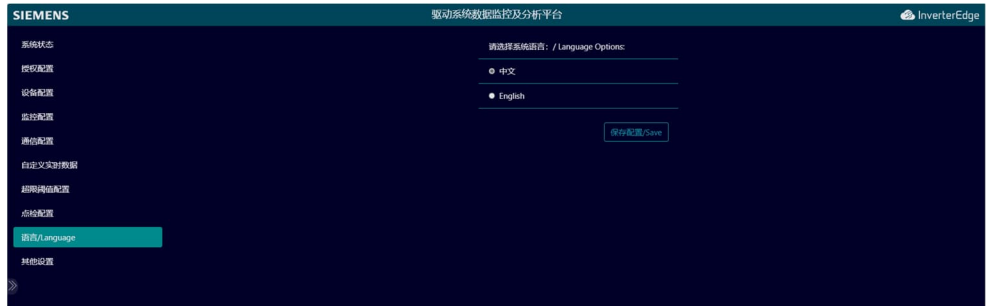 SIEMENS
驱动系统数据监控及分析平台
InverterEdge
系统状态
授权配置
设备配置
监控配置
通信配置
自定义实时数据
超限阈值配置
点检配置
语言/Language
其他设置
请选择系统语言：/ Language Options:
中文
English
保存配置/Save